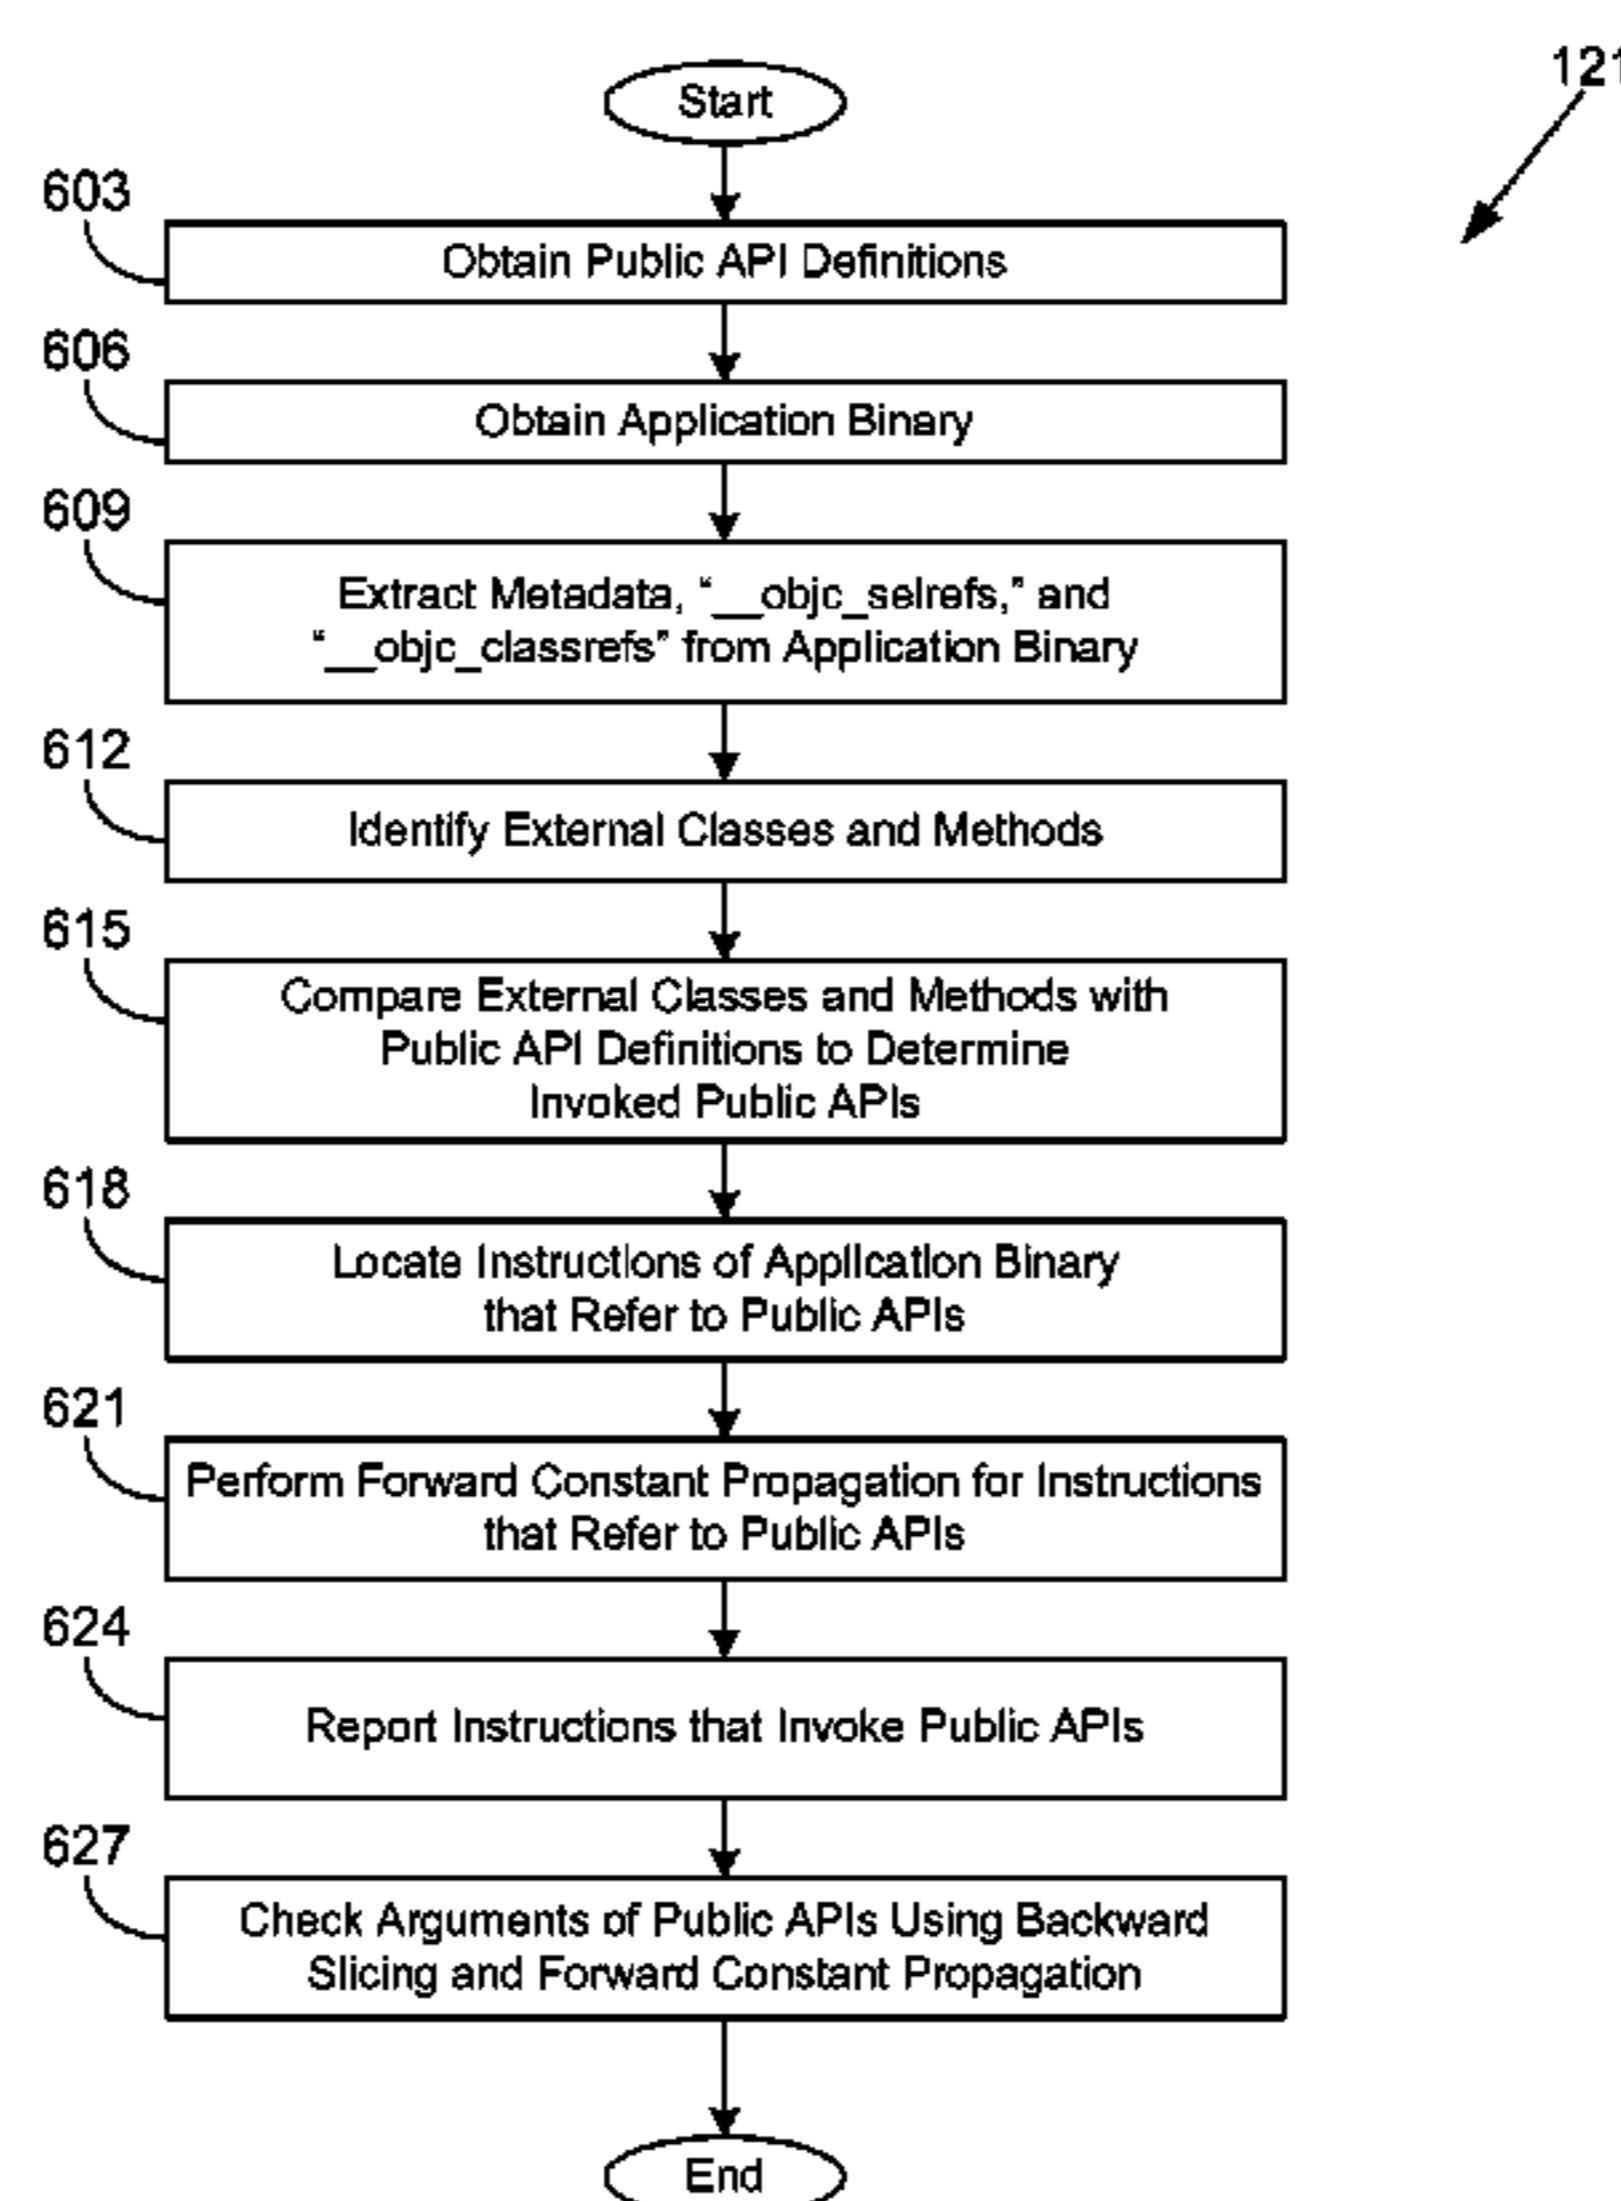 121
Start
603
Obtain Public API Definitions
606
Obtain Application Binary
609
Extract Metadata, “__objc_selrefs,” and
“__objc_classrefs” from Application Binary
612
Identify External Classes and Methods
615
Compare External Classes and Methods with
Public API Definitions to Determine
Invoked Public APIs
618
Locate Instructions of Application Binary
that Refer to Public APIs
621
Perform Forward Constant Propagation for Instructions
that Refer to Public APIs
624
Report Instructions that Invoke Public APIs
627
Check Arguments of Public APIs Using Backward
Slicing and Forward Constant Propagation
End